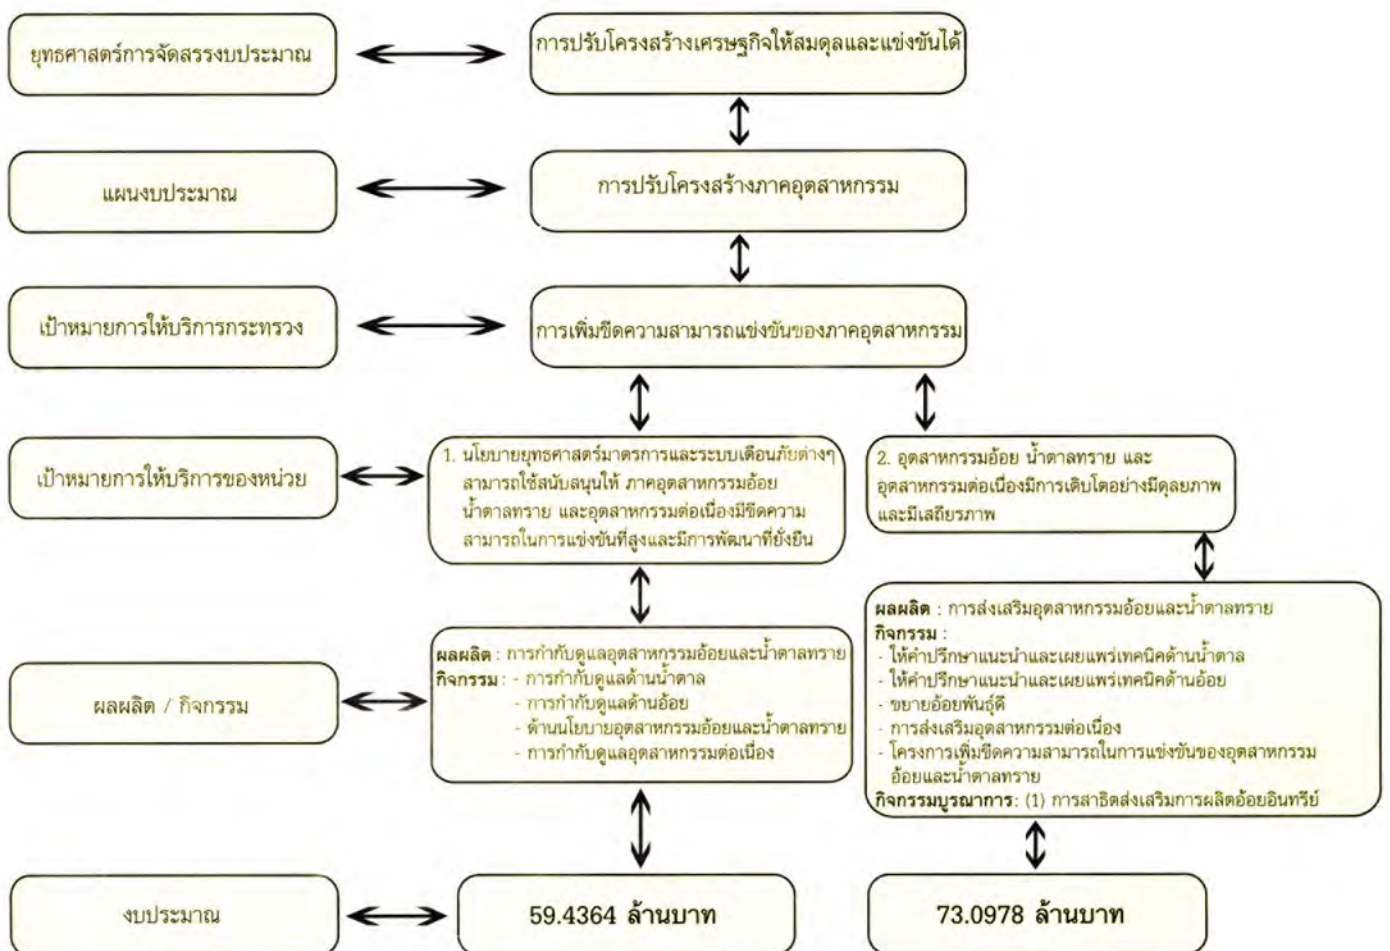 ยุทธศาสตร์การจัดสรรงบประมาณ
การปรับโครงสร้างเศรษฐกิจให้สมดุลและแข่งขันได้
แผนงบประมาณ
การปรับโครงสร้างภาคอุตสาหกรรม
เป้าหมายการให้บริการกระทรวง
การเพิ่มขีดความสามารถแข่งขันของภาคอุตสาหกรรม
เป้าหมายการให้บริการของหน่วย
1. นโยบายยุทธศาสตร์มาตรการและระบบเตือนภัยต่างๆ
สามารถใช้สนับสนุนให้ ภาคอุตสาหกรรมอ้อย
น้ำตาลทราย และอุตสาหกรรมต่อเนื่องมีขีดความ
สามารถในการแข่งขันที่สูงและมีการพัฒนาที่ยั่งยืน
2. อุตสาหกรรมอ้อย น้ำตาลทราย และ
อุตสาหกรรมต่อเนื่องมีการเติบโตอย่างมีดุลยภาพ
และมีเสถียรภาพ
ผลผลิต / กิจกรรม
ผลผลิต : การกำกับดูแลอุตสาหกรรมอ้อยและน้ำตาลทราย
กิจกรรม : - การกำกับดูแลด้านน้ำตาล
- การกำกับดูแลด้านอ้อย
- ด้านนโยบายอุตสาหกรรมอ้อยและน้ำตาลทราย
- การกำกับดูแลอุตสาหกรรมต่อเนื่อง
ผลผลิต : การส่งเสริมอุตสาหกรรมอ้อยและน้ำตาลทราย
กิจกรรม :
- ให้คำปรึกษาแนะนำและเผยแพร่เทคนิคด้านน้ำตาล
- ให้คำปรึกษาแนะนำและเผยแพร่เทคนิคด้านอ้อย
- ขยายอ้อยพันธุ์ดี
- การส่งเสริมอุตสาหกรรมต่อเนื่อง
- โครงการเพิ่มขีดความสามารถในการแข่งขันของอุตสาหกรรม
อ้อยและน้ำตาลทราย
กิจกรรมบูรณาการ: (1) การสาธิตส่งเสริมการผลิตอ้อยอินทรีย์
งบประมาณ
59.4364 ล้านบาท
73.0978 ล้านบาท